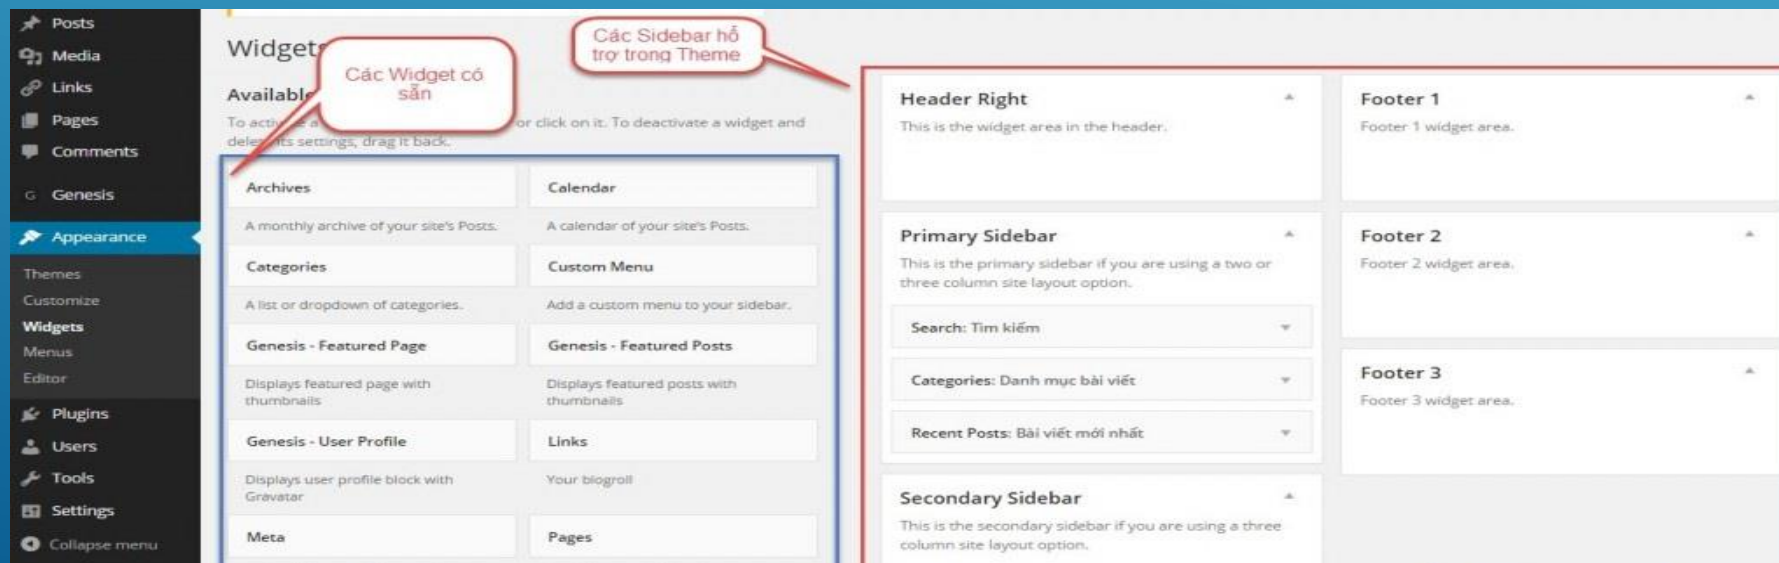 Posts
Media
Links
Pages
Comments
Genesis
Appearance
Themes
Customize
Widgets
Menus
Editor
Plugins
Users
Tools
Settings
Collapse menu
Widgets
Các Widget có
sẵn
Các Sidebar hỗ
trợ trong Theme
Available
To activate a
or click on it. To deactivate a widget and
delete its settings, drag it back.
Archives
A monthly archive of your site's Posts.
Calendar
A calendar of your site's Posts.
Categories
A list or dropdown of categories.
Custom Menu
Add a custom menu to your sidebar.
Genesis - Featured Page
Displays featured page with
thumbnails
Genesis - Featured Posts
Displays featured posts with
thumbnails
Genesis - User Profile
Displays user profile block with
Gravatar
Links
Your blogroll
Meta
Pages
Header Right
This is the widget area in the header.
Primary Sidebar
This is the primary sidebar if you are using a two or
three column site layout option.
Search: Tìm kiếm
Categories: Danh mục bài viết
Recent Posts: Bài viết mới nhất
Secondary Sidebar
This is the secondary sidebar if you are using a three
column site layout option.
Footer 1
Footer 1 widget area.
Footer 2
Footer 2 widget area.
Footer 3
Footer 3 widget area.